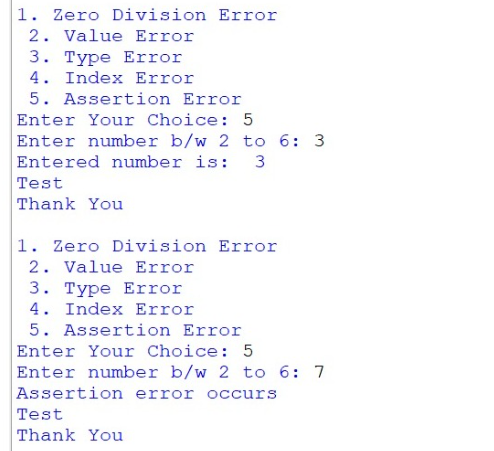 1. Zero Division Error
2. Value Error
3. Type Error
4. Index Error
5. Assertion Error
Enter Your Choice: 5
Enter number b/w 2 to 6: 3
Entered number is:  3
Test
Thank You

1. Zero Division Error
2. Value Error
3. Type Error
4. Index Error
5. Assertion Error
Enter Your Choice: 5
Enter number b/w 2 to 6: 7
Assertion error occurs
Test
Thank You